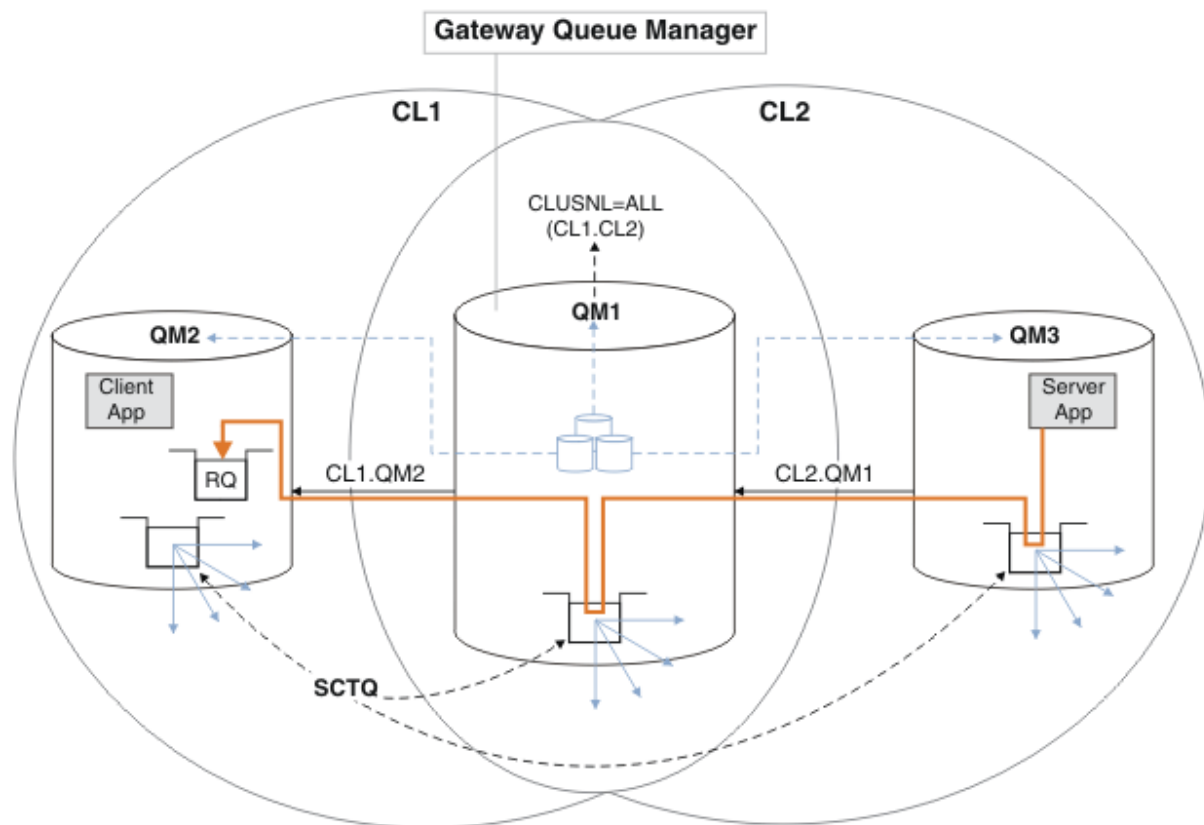 Gateway Queue Manager
CL1
CL2
CLUSNL=ALL
(CL1.CL2)
QM1
QM2
QM3
Client
App
Server
App
RQ
CL1.QM2
CL2.QM1
SCTQ